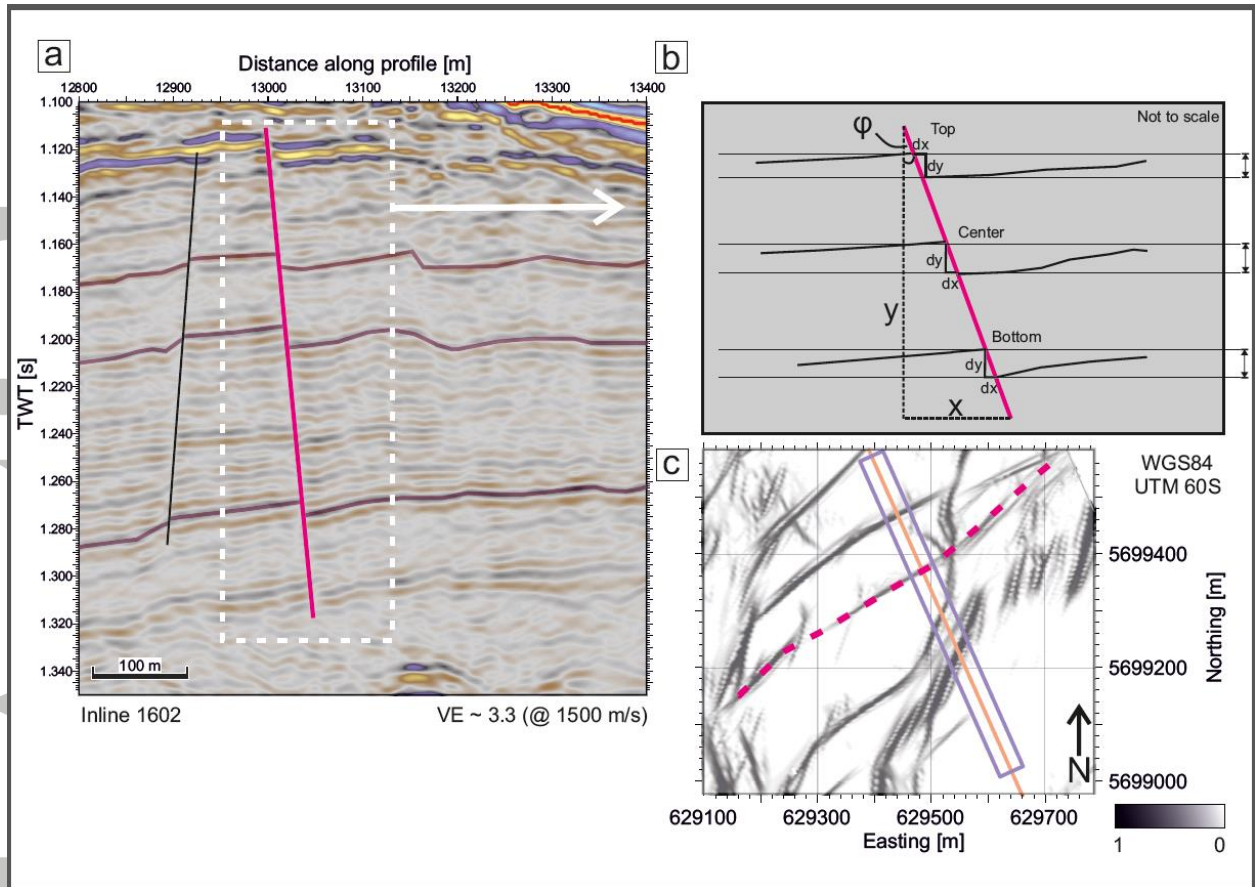 a
Distance along profile [m]
12800 12900 13000 13100 13200 13300 13400
TWT [s]
1.100
1.120
1.140
1.160
1.180
1.200
1.220
1.240
1.260
1.280
1.300
1.320
1.340
100 m
Inline 1602
VE ~ 3.3 (@ 1500 m/s)
b
Not to scale
φ
Top
dx
dy
Center
dy
dx
y
Bottom
dy
dx
x
c
WGS84
UTM 60S
5699400
5699200
5699000
Northing [m]
N
629100 629300 629500 629700
Easting [m]
1 0